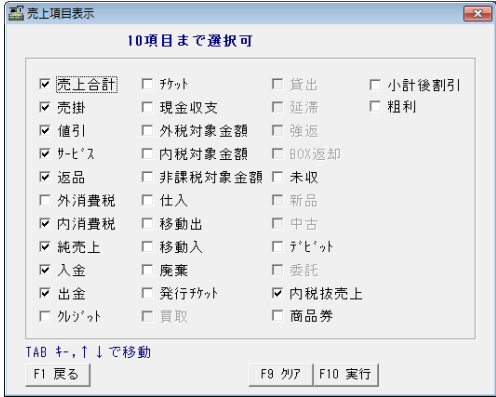 売上項目表示
10項目まで選択可
売上合計
売掛
値引
ｻｰﾋﾞｽ
返品
外消費税
内消費税
純売上
入金
出金
ｸﾚｼﾞｯﾄ
ﾁｹｯﾄ
現金収支
外税対象金額
内税対象金額
非課税対象金額
仕入
移動出
移動入
廃棄
発行ﾁｹｯﾄ
買取
貸出
延滞
強返
BOX返却
未収
新品
中古
ﾃﾞﾋﾞｯﾄ
委託
内税抜売上
商品券
小計後割引
粗利
TAB ｷｰ,↑↓で移動
F1 戻る
F9 ｸﾘｱ
F10 実行